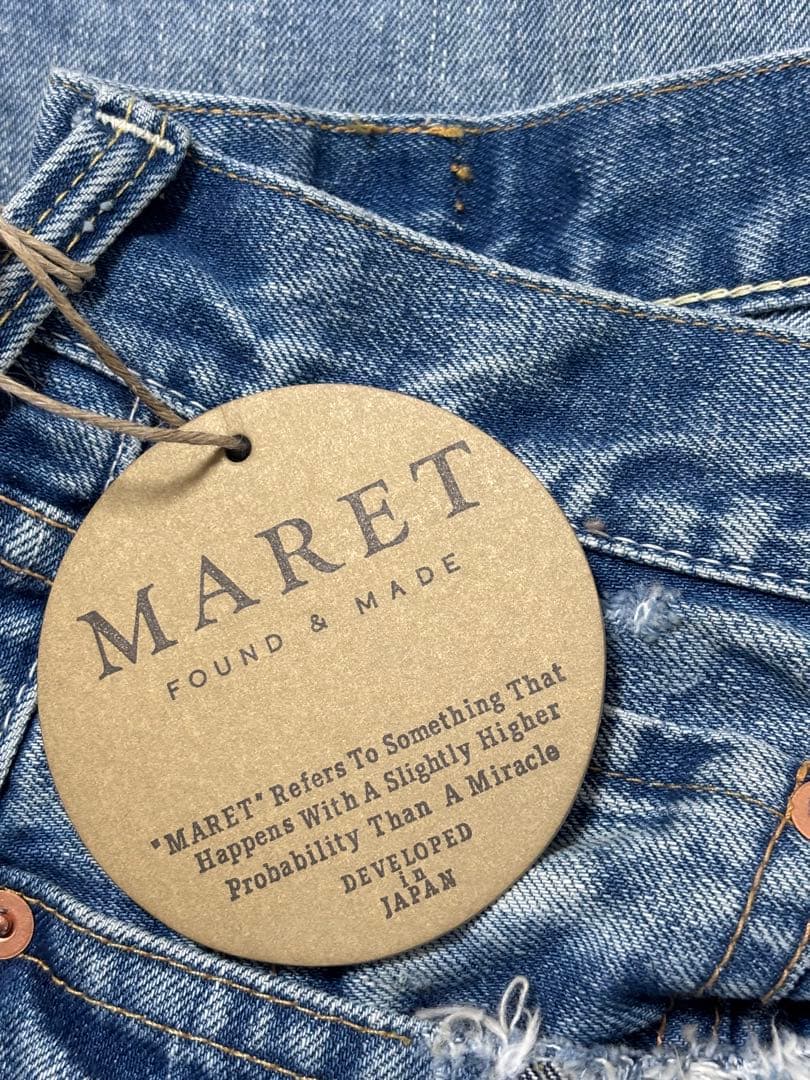 MARET
FOUND & MADE
"MARET" Refers To Something That
Happens With A Slightly Higher
Probability Than A Miracle
DEVELOPED
in
JAPAN